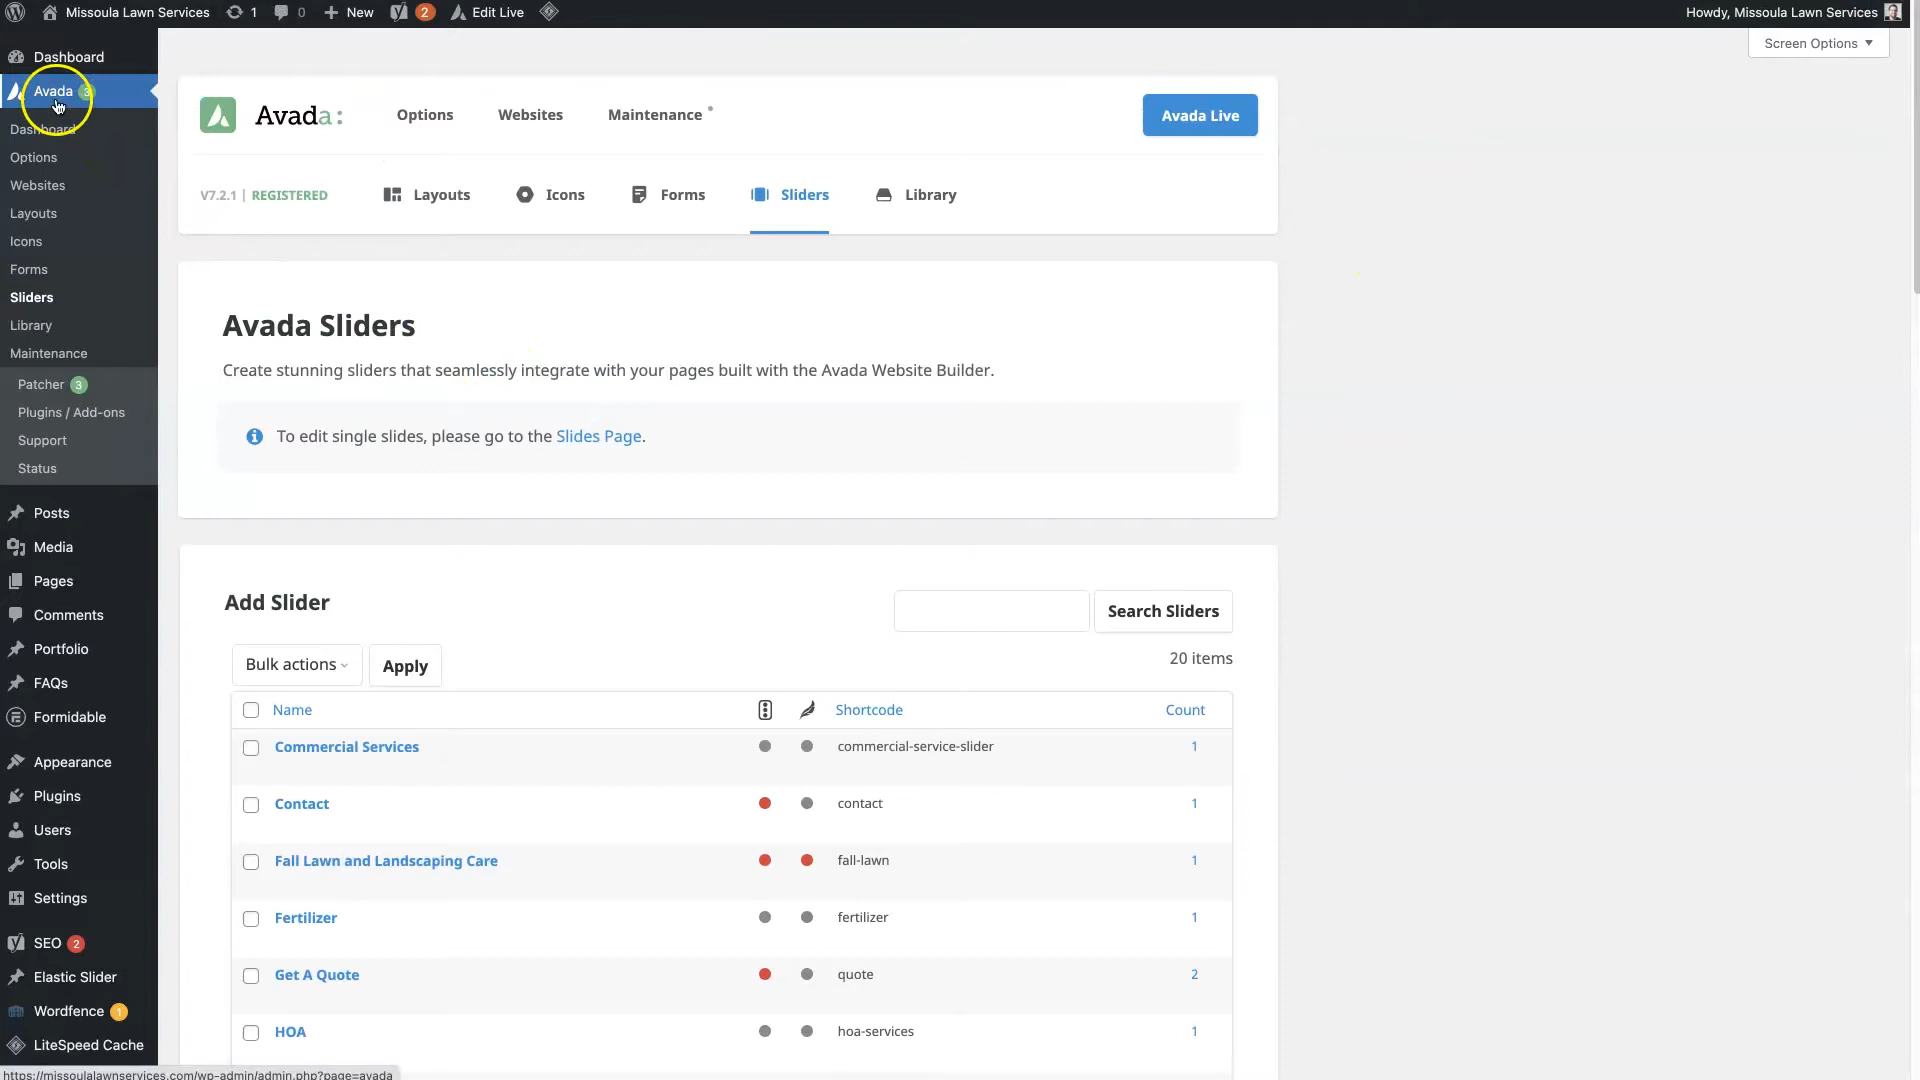 Missoula Lawn Services 1 0 New 2 Edit Live Howdy, Missoula Lawn Services
Screen Options
Dashboard
Avada 3
Dashboard
Options
Websites
Layouts
Icons
Forms
Sliders
Library
Maintenance
Patcher 3
Plugins / Add-ons
Support
Status
Posts
Media
Pages
Comments
Portfolio
FAQs
Formidable
Appearance
Plugins
Users
Tools
Settings
SEO 2
Elastic Slider
Wordfence 1
LiteSpeed Cache
Avada: Options Websites Maintenance Avada Live
V7.2.1 | REGISTERED Layouts Icons Forms Sliders Library
Avada Sliders
Create stunning sliders that seamlessly integrate with your pages built with the Avada Website Builder.
To edit single slides, please go to the Slides Page.
Add Slider Search Sliders
Bulk actions Apply 20 items
Name Shortcode Count
Commercial Services commercial-service-slider 1
Contact contact 1
Fall Lawn and Landscaping Care fall-lawn 1
Fertilizer fertilizer 1
Get A Quote quote 2
HOA hoa-services 1
https://missoulalawnservices.com/wp-admin/admin.php?page=avada